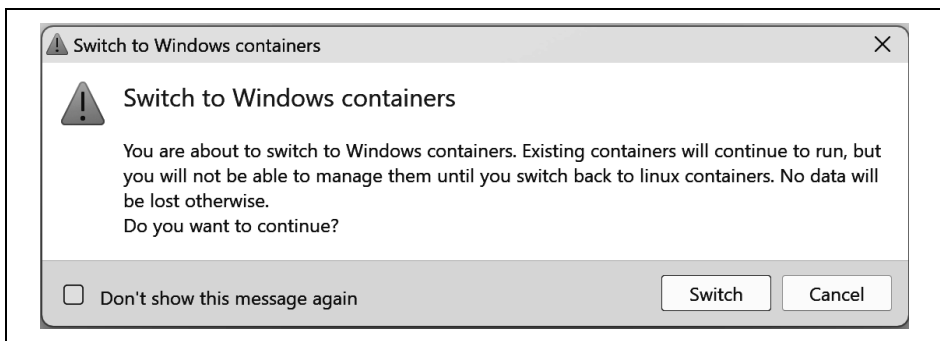 Switch to Windows containers
Switch to Windows containers
You are about to switch to Windows containers. Existing containers will continue to run, but
you will not be able to manage them until you switch back to linux containers. No data will
be lost otherwise.
Do you want to continue?
Don't show this message again
Switch
Cancel